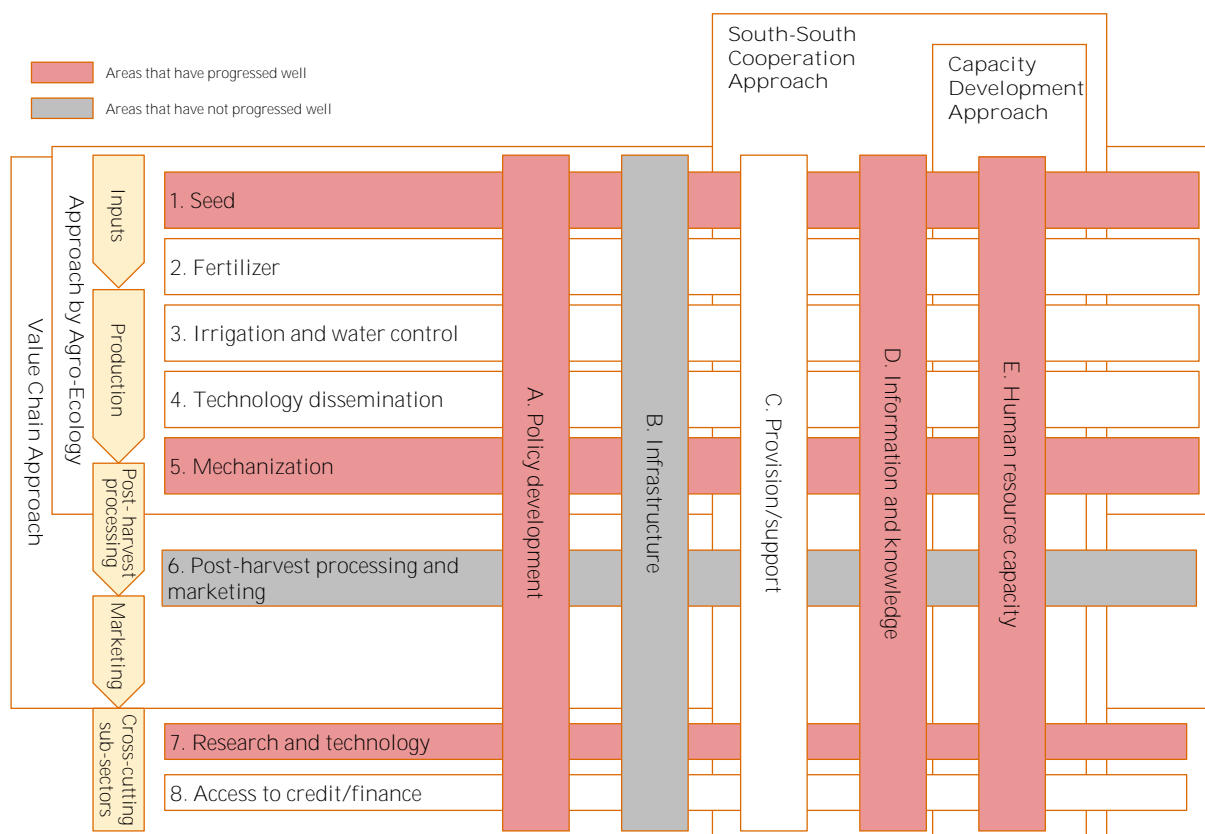 South-South
Cooperation
Approach
Capacity
Development
Approach
Areas that have progressed well
Areas that have not progressed well
Value Chain Approach
Approach by Agro-Ecology
Inputs
Production
Post- harvest
processing
Marketing
Cross-cutting
sub-sectors
1. Seed
2. Fertilizer
3. Irrigation and water control
4. Technology dissemination
5. Mechanization
6. Post-harvest processing and
marketing
7. Research and technology
8. Access to credit/finance
A. Policy development
B. Infrastructure
C. Provision/support
D. Information and
knowledge
E. Human resource
capacity